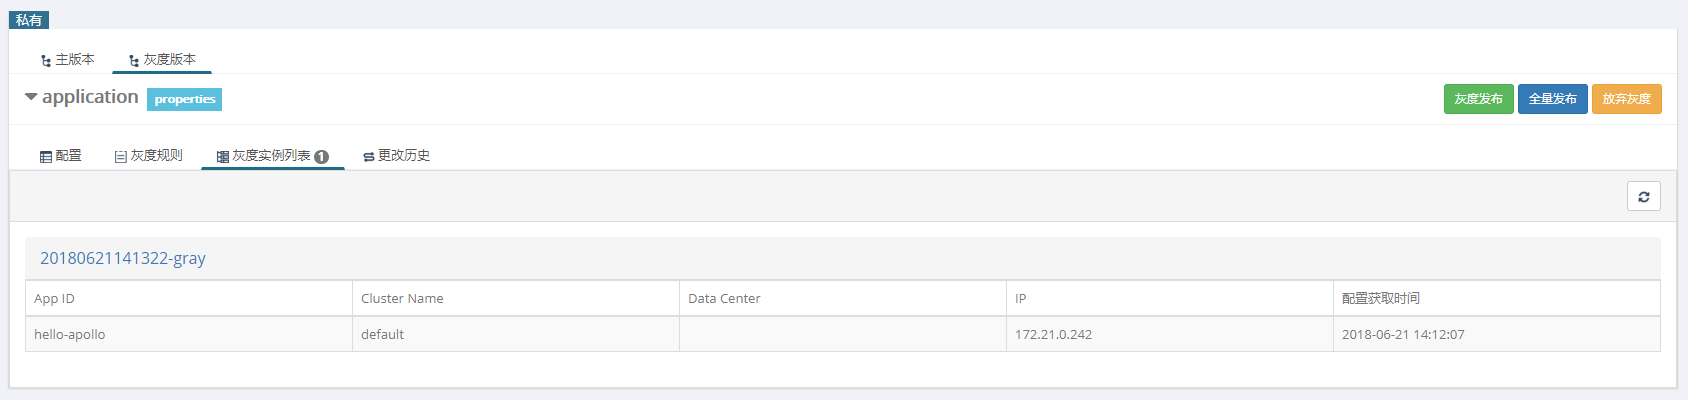 私有
主版本 灰度版本
application properties 灰度发布 全量发布 放弃灰度
配置 灰度规则 灰度实例列表 1 更改历史
20180621141322-gray
App ID Cluster Name Data Center IP 配置获取时间
hello-apollo default 172.21.0.242 2018-06-21 14:12:07